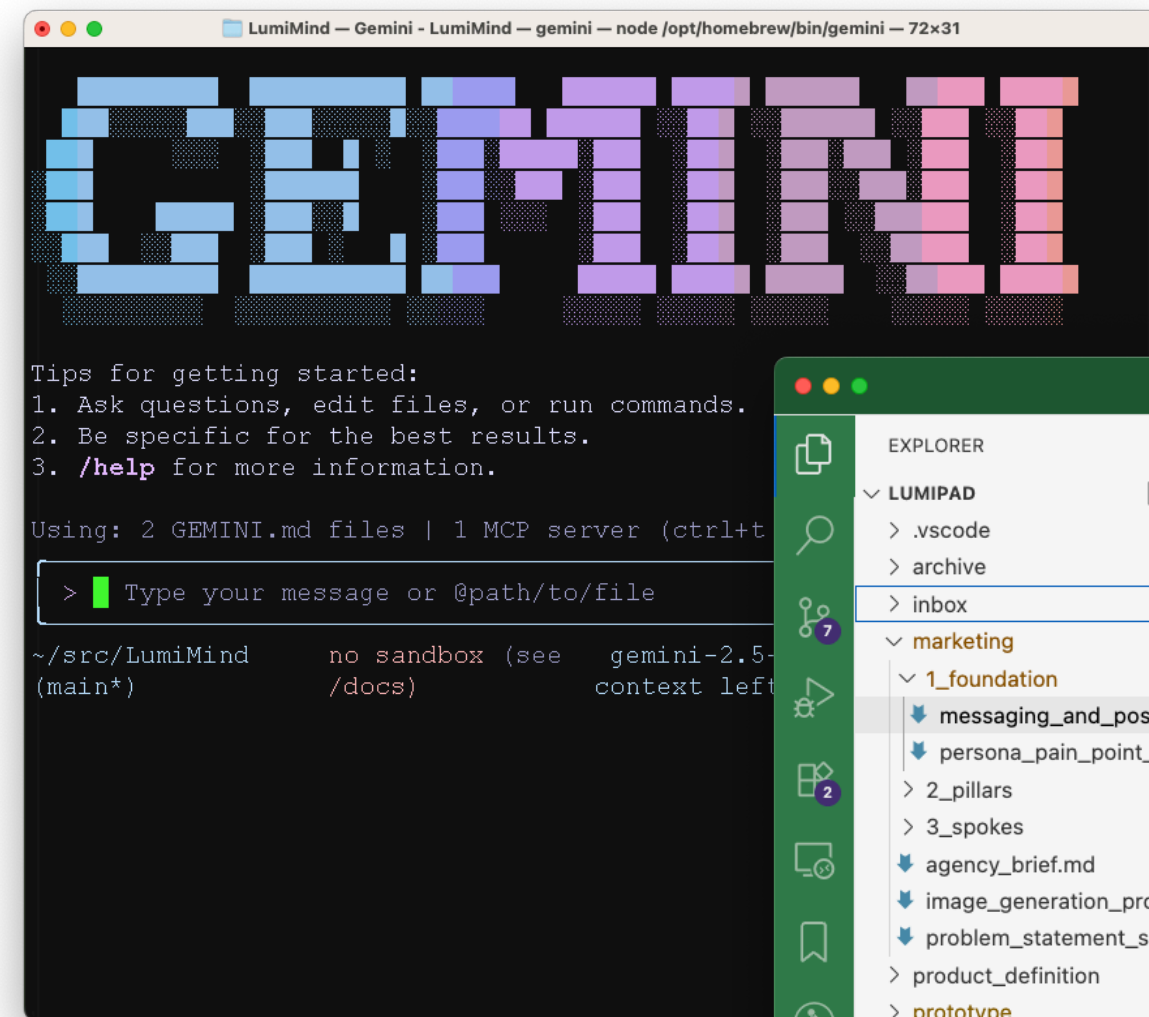 LumiMind — Gemini - LumiMind — gemini — node /opt/homebrew/bin/gemini — 72×31
GEMINI
Tips for getting started:
1. Ask questions, edit files, or run commands.
2. Be specific for the best results.
3. /help for more information.
Using: 2 GEMINI.md files | 1 MCP server (ctrl+t
> Type your message or @path/to/file
~/src/LumiMind no sandbox (see gemini-2.5-
(main*) /docs) context left
EXPLORER
LUMIPAD
.vscode
archive
inbox
marketing
1_foundation
messaging_and_pos
persona_pain_point_
2_pillars
3_spokes
agency_brief.md
image_generation_pro
problem_statement_s
product_definition
prototype
7
2